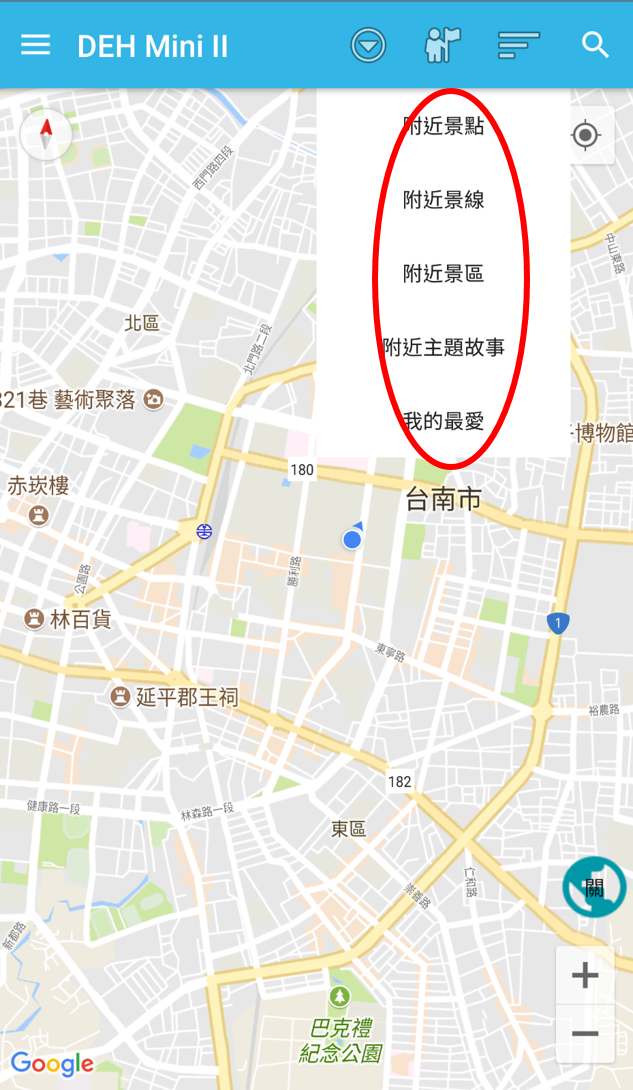 DEH Mini II
附近景點
附近景線
附近景區
附近主題故事
我的最愛
西門路四段
中山東路
北區
北門路二段
321巷 藝術聚落
博物館
赤崁樓
180
台南市
公園路
勝利路
林百貨
1
東寧路
延平郡王祠
裕農路
182
健康路一段
林森路一段
東區
仁和路
崇善路
關
新都路
+
−
巴克禮
紀念公園
Google